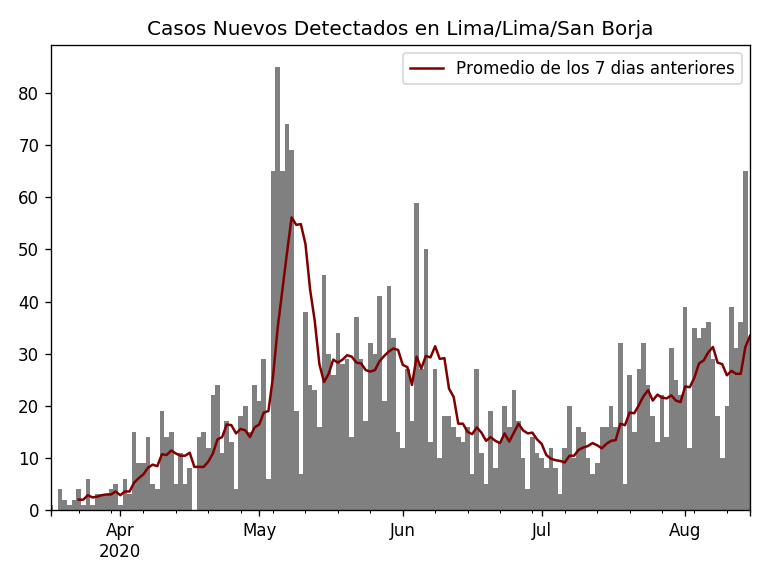 Casos Nuevos Detectados en Lima/Lima/San Borja
Promedio de los 7 dias anteriores
80
70
60
50
40
30
20
10
0
Apr
2020
May
Jun
Jul
Aug